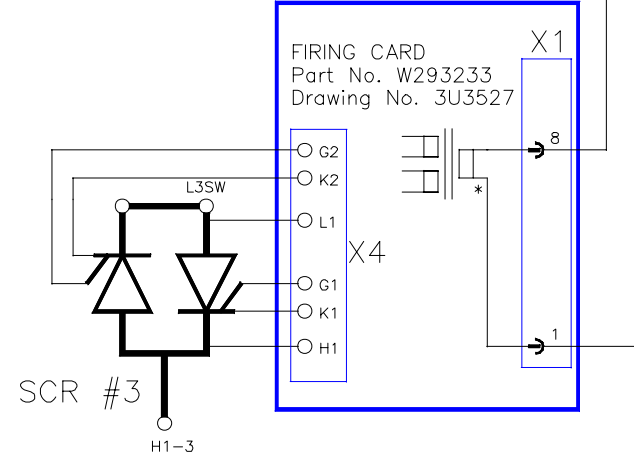 X1
FIRING CARD
Part No. W293233
Drawing No. 3U3527
8
G2
K2
*
L3SW
L1
X4
G1
K1
1
H1
SCR #3
H1-3